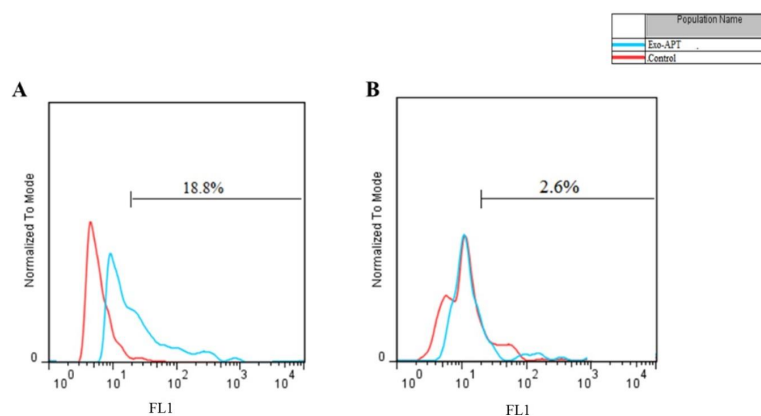 Population Name
Exo-APT .
.Control
A
B
18.8%
2.6%
Normalized To Mode
Normalized To Mode
0
0
10⁰ 10¹ 10² 10³ 10⁴
10⁰ 10¹ 10² 10³ 10⁴
FL1
FL1